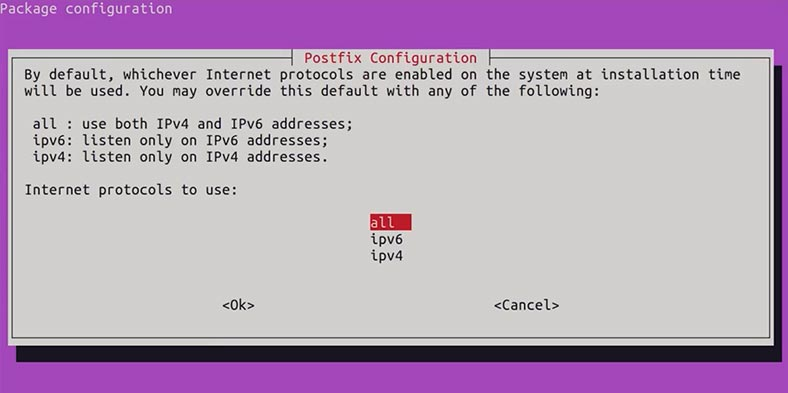 Package configuration
Postfix Configuration
By default, whichever Internet protocols are enabled on the system at installation time
will be used. You may override this default with any of the following:
all : use both IPv4 and IPv6 addresses;
ipv6: listen only on IPv6 addresses;
ipv4: listen only on IPv4 addresses.
Internet protocols to use:
all
ipv6
ipv4
<Ok> <Cancel>